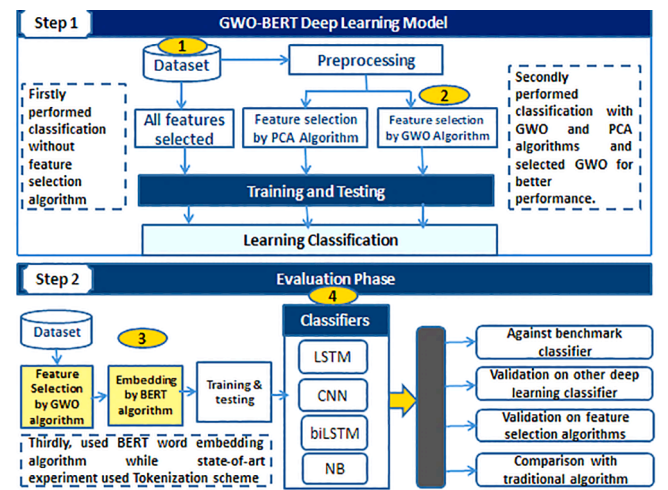 Step 1
GWO-BERT Deep Learning Model
1
Dataset
Preprocessing
Firstly
performed
classification
without
feature
selection
algorithm
2
All features
selected
Feature selection
by PCA Algorithm
Feature selection
by GWO Algorithm
Secondly
performed
classification with
GWO and PCA
algorithms and
selected GWO for
better
performance.
Training and Testing
Learning Classification
Step 2
Evaluation Phase
Dataset
3
Feature
Selection
by GWO
algorithm
Embedding
by BERT
algorithm
Training &
testing
Thirdly, used BERT word embedding
algorithm while state-of-art
experiment used Tokenization scheme
4
Classifiers
LSTM
CNN
biLSTM
NB
Against benchmark
classifier
Validation on other deep
learning classifier
Validation on feature
selection algorithms
Comparison with
traditional algorithm